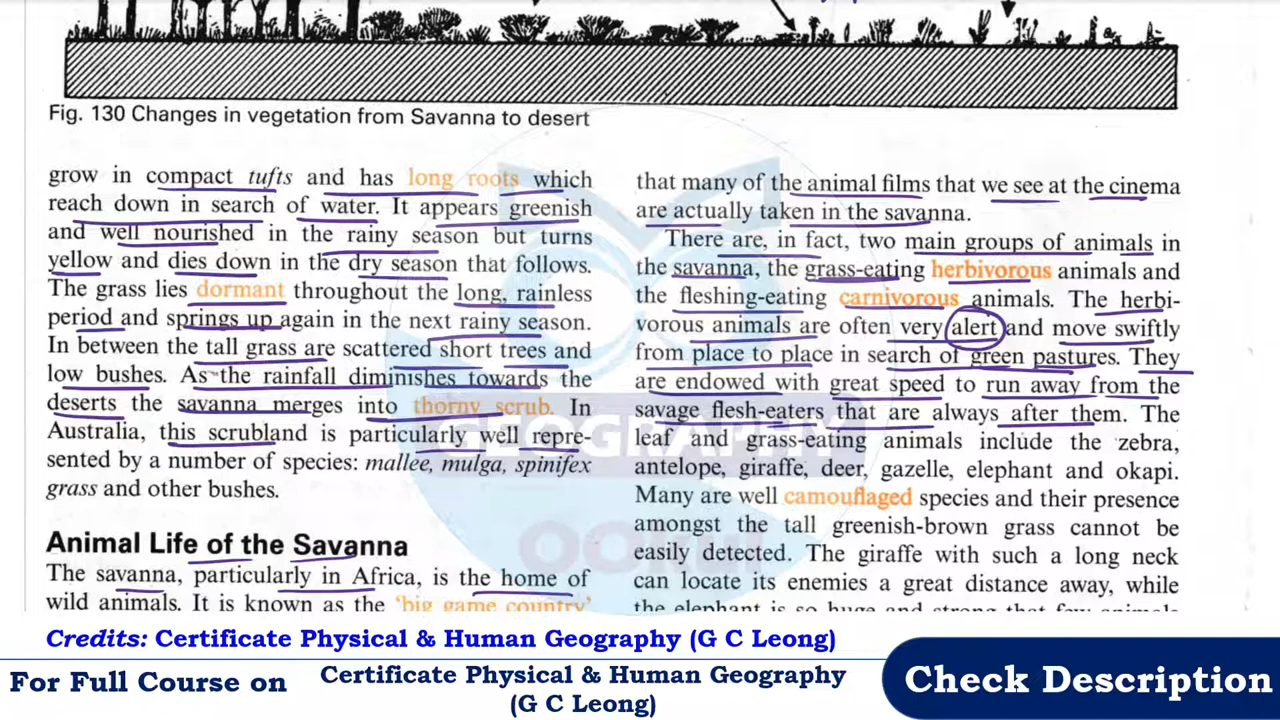 Fig. 130 Changes in vegetation from Savanna to desert
grow in compact tufts and has long roots which
reach down in search of water. It appears greenish
and well nourished in the rainy season but turns
yellow and dies down in the dry season that follows.
The grass lies dormant throughout the long, rainless
period and springs up again in the next rainy season.
In between the tall grass are scattered short trees and
low bushes. As the rainfall diminishes towards the
deserts the savanna merges into thorny scrub. In
Australia, this scrubland is particularly well repre-
sented by a number of species: mallee, mulga, spinifex
grass and other bushes.
Animal Life of the Savanna
The savanna, particularly in Africa, is the home of
wild animals. It is known as the 'big game country'
that many of the animal films that we see at the cinema
are actually taken in the savanna.
There are, in fact, two main groups of animals in
the savanna, the grass-eating herbivorous animals and
the fleshing-eating carnivorous animals. The herbi-
vorous animals are often very alert and move swiftly
from place to place in search of green pastures. They
are endowed with great speed to run away from the
savage flesh-eaters that are always after them. The
leaf and grass-eating animals include the zebra,
antelope, giraffe, deer, gazelle, elephant and okapi.
Many are well camouflaged species and their presence
amongst the tall greenish-brown grass cannot be
easily detected. The giraffe with such a long neck
can locate its enemies a great distance away, while
the elephant is so huge and strong that few animals
GEOGRAPHY
Credits: Certificate Physical & Human Geography (G C Leong)
For Full Course on
Certificate Physical & Human Geography
(G C Leong)
Check Description